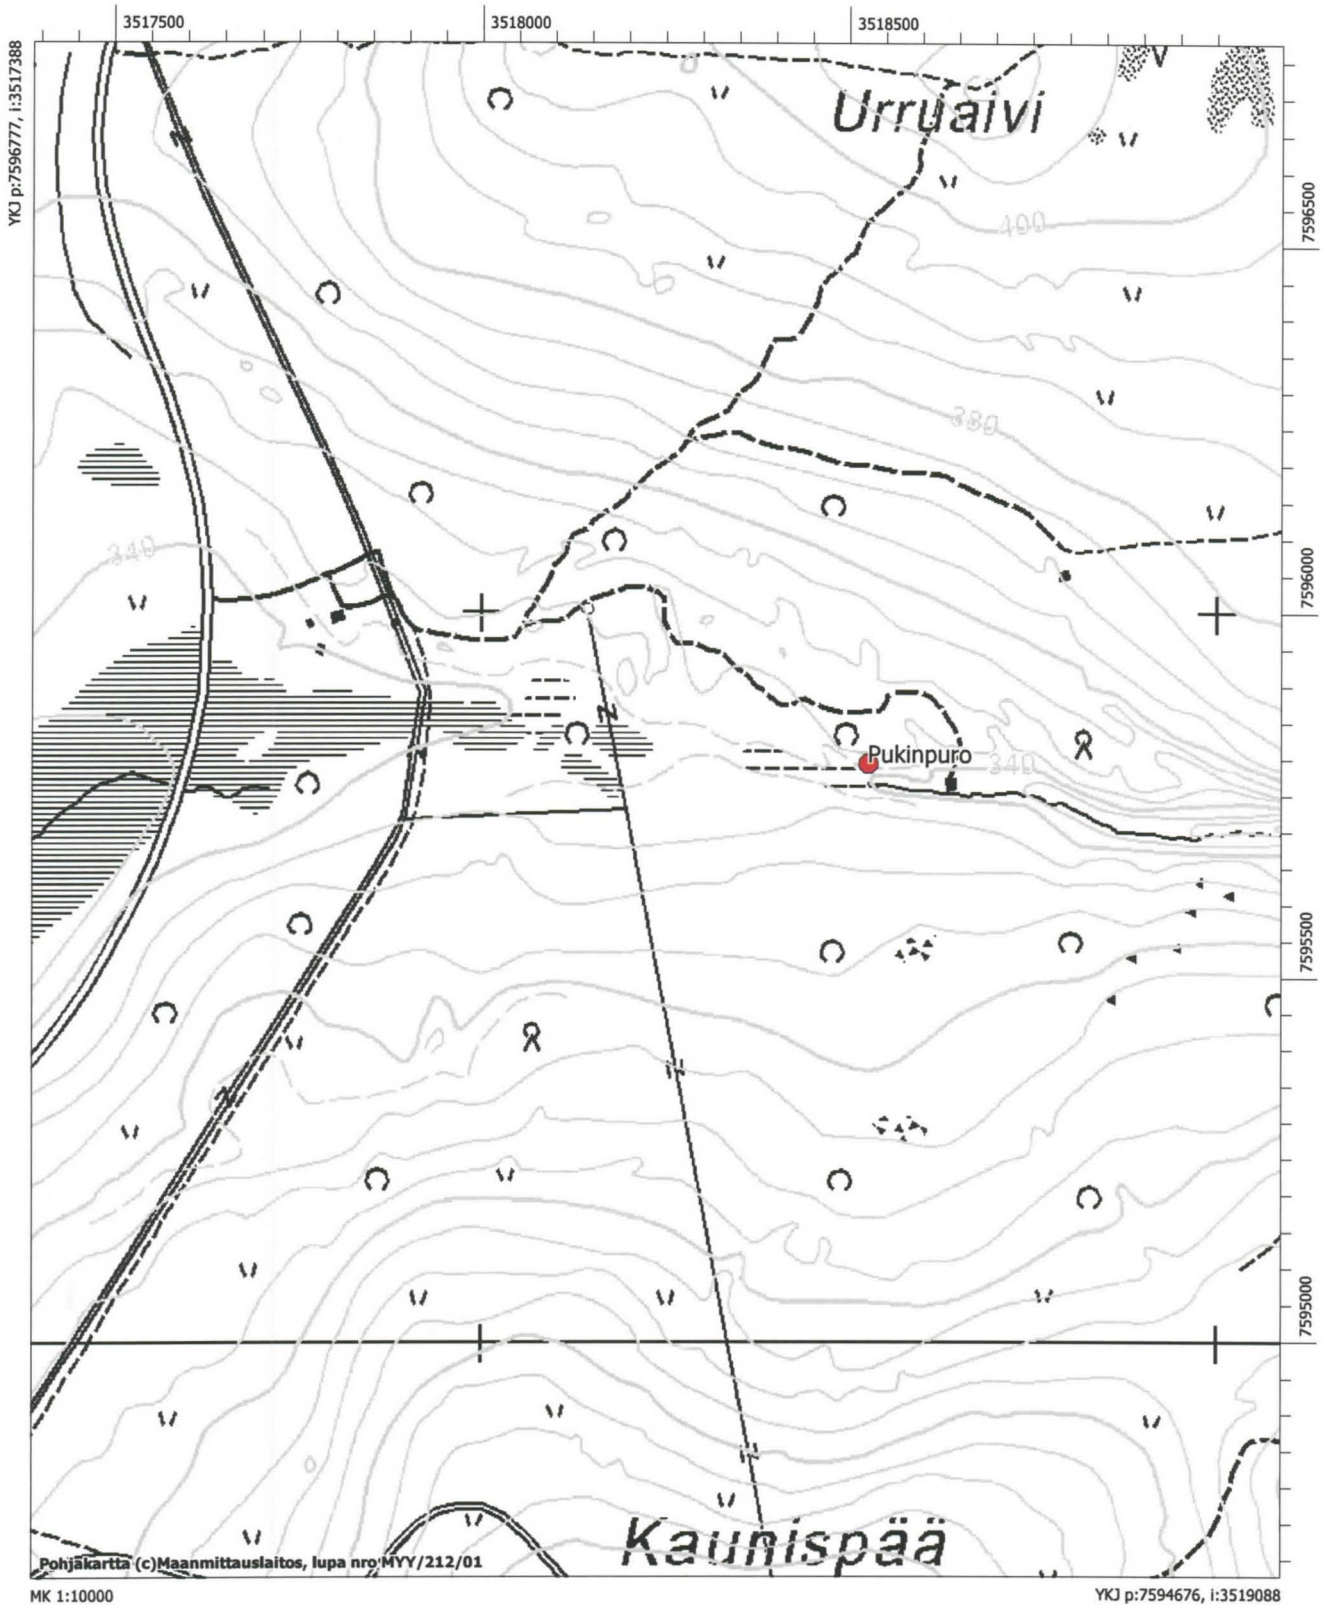 3517500
3518000
3518500
YKJ p:7596777, i:3517388
Urruaivi
7596500
400
380
340
7596000
Pukinpuro
340
7595500
7595000
Kaunispää
Pohjakartta (c)Maanmittauslaitos, lupa nro MYY/212/01
MK 1:10000
YKJ p:7594676, i:3519088